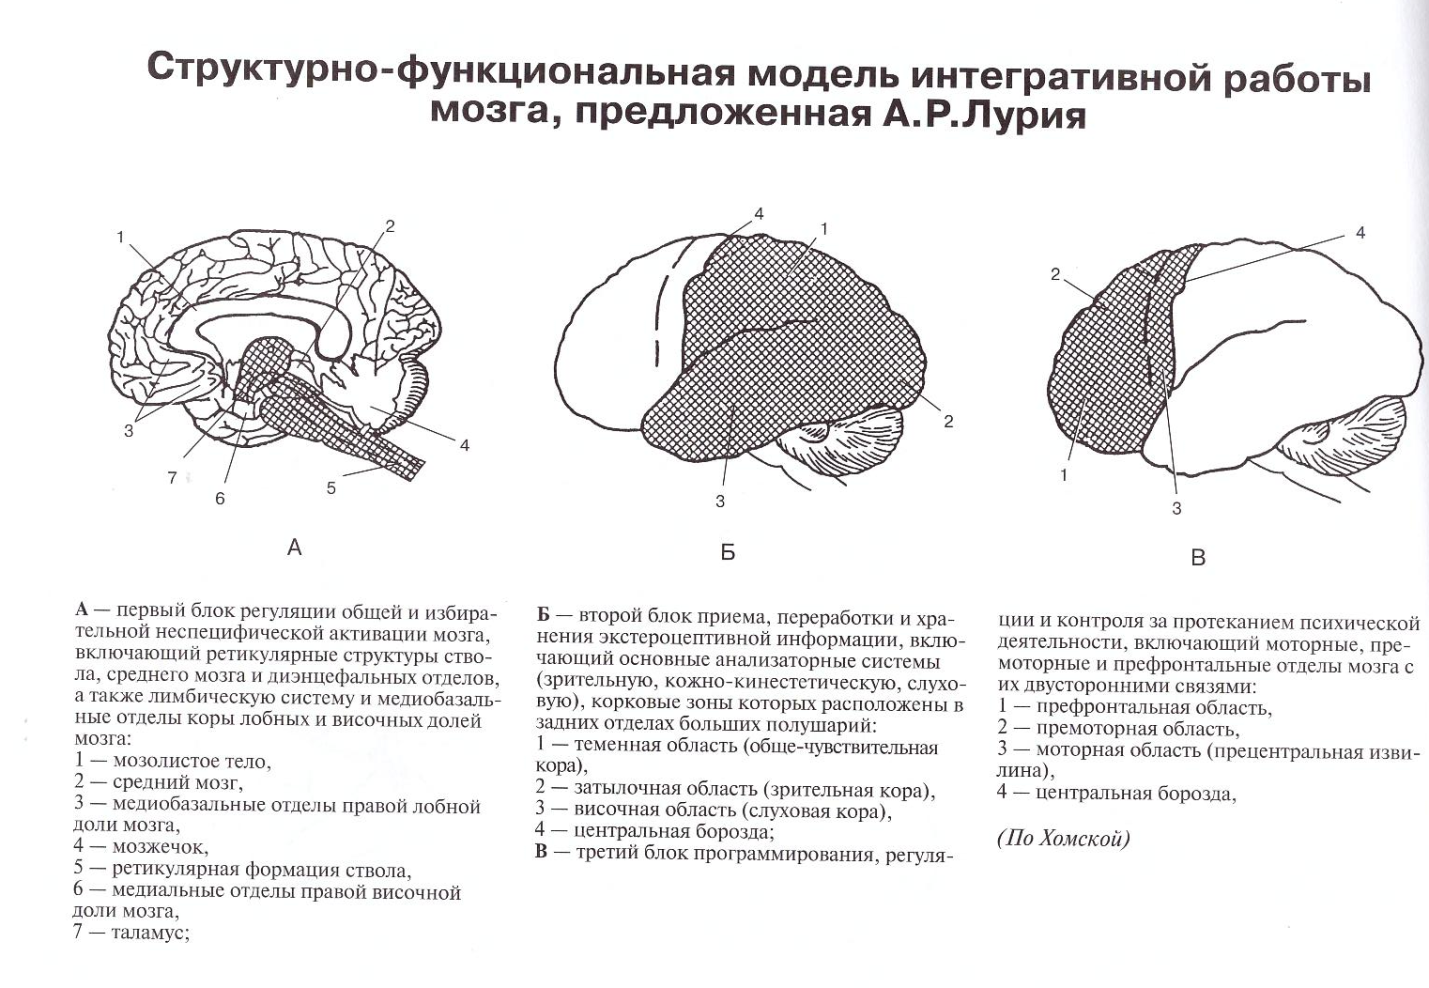 Структурно-функциональная модель интегративной работы
мозга, предложенная А.Р.Лурия
1
2
3
4
5
6
7
А
4
1
2
3
Б
4
2
1
3
В
А — первый блок регуляции общей и избира-
тельной неспецифической активации мозга,
включающий ретикулярные структуры ство-
ла, среднего мозга и диэнцефальных отделов,
а также лимбическую систему и медиобазаль-
ные отделы коры лобных и височных долей
мозга:
1 — мозолистое тело,
2 — средний мозг,
3 — медиобазальные отделы правой лобной
доли мозга,
4 — мозжечок,
5 — ретикулярная формация ствола,
6 — медиальные отделы правой височной
доли мозга,
7 — таламус;
Б — второй блок приема, переработки и хра-
нения экстероцептивной информации, вклю-
чающий основные анализаторные системы
(зрительную, кожно-кинестетическую, слухо-
вую), корковые зоны которых расположены в
задних отделах больших полушарий:
1 — теменная область (обще-чувствительная
кора),
2 — затылочная область (зрительная кора),
3 — височная область (слуховая кора),
4 — центральная борозда;
В — третий блок программирования, регуля-
ции и контроля за протеканием психической
деятельности, включающий моторные, пре-
моторные и префронтальные отделы мозга с
их двусторонними связями:
1 — префронтальная область,
2 — премоторная область,
3 — моторная область (прецентральная изви-
лина),
4 — центральная борозда,
(По Хомской)